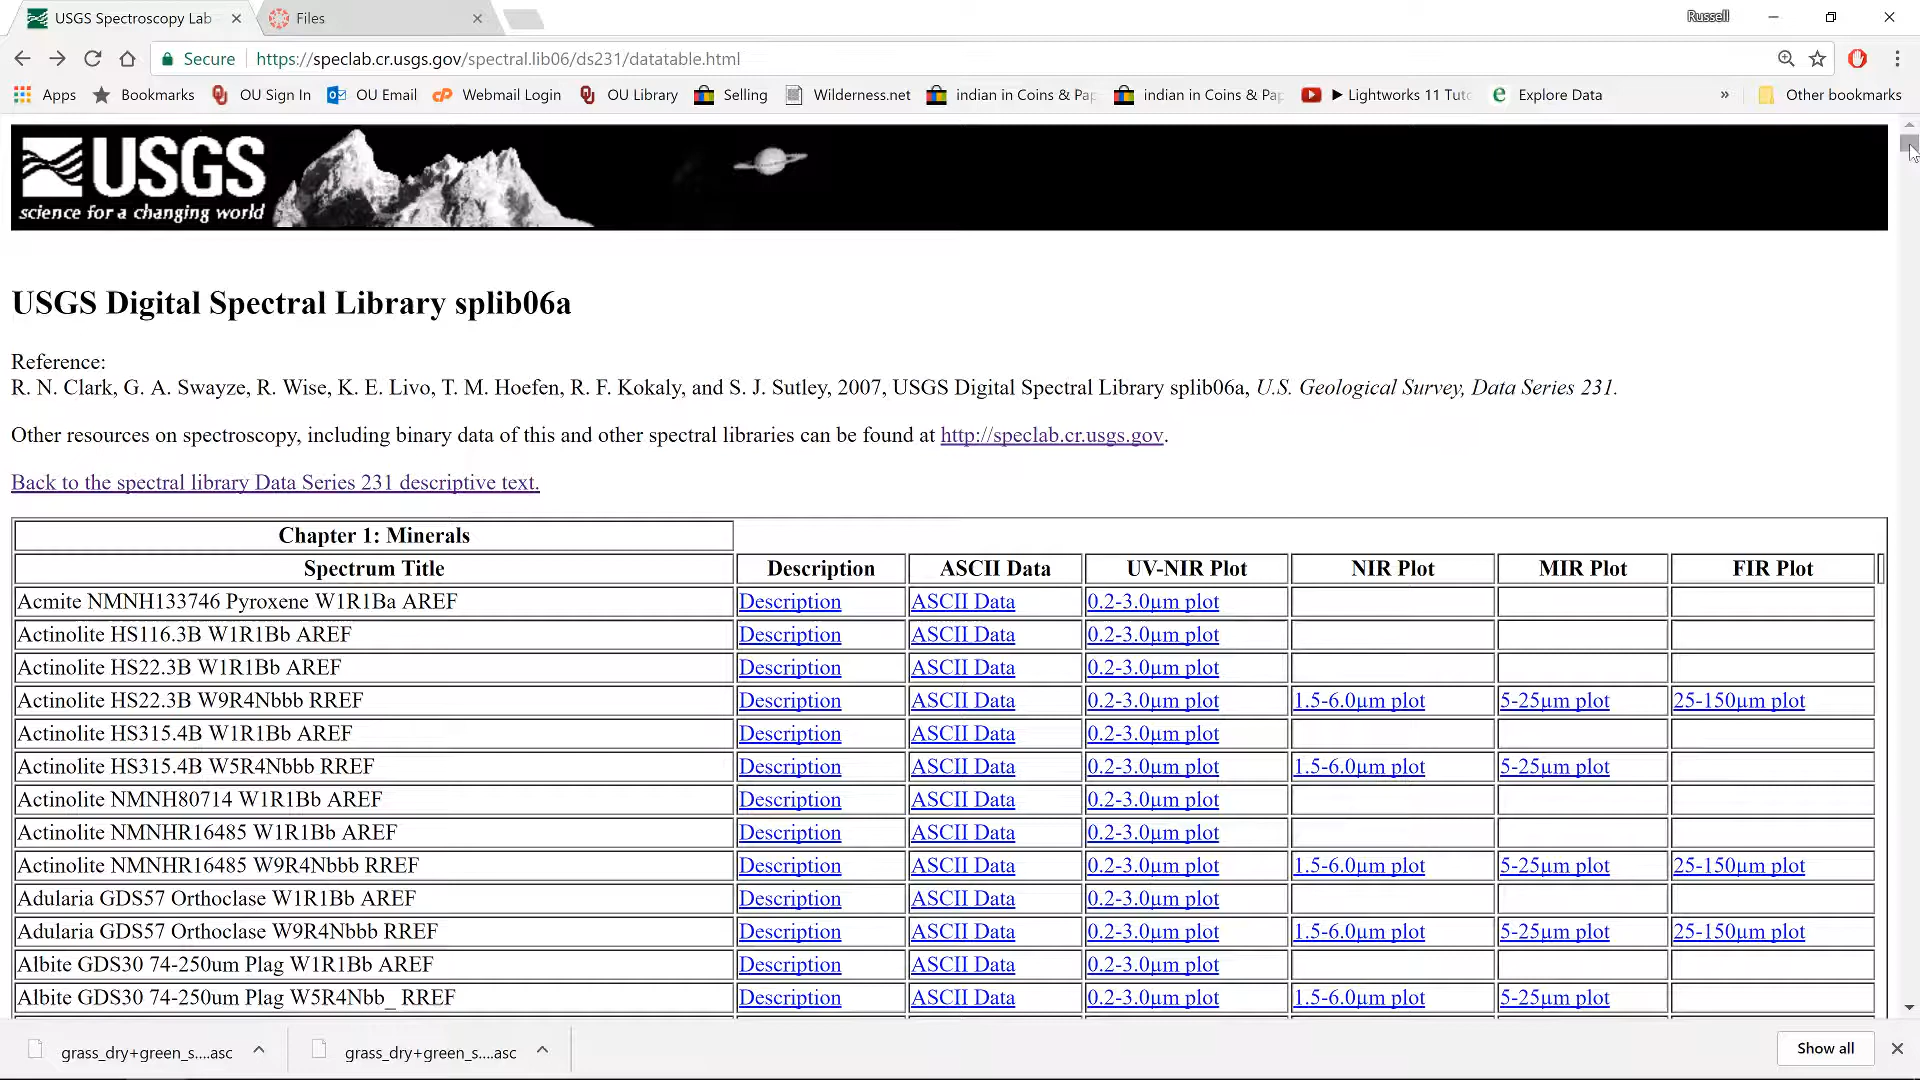 USGS Spectroscopy Lab
Files
Russell
Secure
https://speclab.cr.usgs.gov/spectral.lib06/ds231/datatable.html
Apps
Bookmarks
OU Sign In
OU Email
Webmail Login
OU Library
Selling
Wilderness.net
indian in Coins & Pap
indian in Coins & Pap
▶ Lightworks 11 Tuto
Explore Data
»
Other bookmarks
USGS
science for a changing world
USGS Digital Spectral Library splib06a
Reference:
R. N. Clark, G. A. Swayze, R. Wise, K. E. Livo, T. M. Hoefen, R. F. Kokaly, and S. J. Sutley, 2007, USGS Digital Spectral Library splib06a, U.S. Geological Survey, Data Series 231.
Other resources on spectroscopy, including binary data of this and other spectral libraries can be found at http://speclab.cr.usgs.gov.
Back to the spectral library Data Series 231 descriptive text.
Chapter 1: Minerals
Spectrum Title Description ASCII Data UV-NIR Plot NIR Plot MIR Plot FIR Plot
Acmite NMNH133746 Pyroxene W1R1Ba AREF Description ASCII Data 0.2-3.0µm plot
Actinolite HS116.3B W1R1Bb AREF Description ASCII Data 0.2-3.0µm plot
Actinolite HS22.3B W1R1Bb AREF Description ASCII Data 0.2-3.0µm plot
Actinolite HS22.3B W9R4Nbbb RREF Description ASCII Data 0.2-3.0µm plot 1.5-6.0µm plot 5-25µm plot 25-150µm plot
Actinolite HS315.4B W1R1Bb AREF Description ASCII Data 0.2-3.0µm plot
Actinolite HS315.4B W5R4Nbbb RREF Description ASCII Data 0.2-3.0µm plot 1.5-6.0µm plot 5-25µm plot
Actinolite NMNH80714 W1R1Bb AREF Description ASCII Data 0.2-3.0µm plot
Actinolite NMNHR16485 W1R1Bb AREF Description ASCII Data 0.2-3.0µm plot
Actinolite NMNHR16485 W9R4Nbbb RREF Description ASCII Data 0.2-3.0µm plot 1.5-6.0µm plot 5-25µm plot 25-150µm plot
Adularia GDS57 Orthoclase W1R1Bb AREF Description ASCII Data 0.2-3.0µm plot
Adularia GDS57 Orthoclase W9R4Nbbb RREF Description ASCII Data 0.2-3.0µm plot 1.5-6.0µm plot 5-25µm plot 25-150µm plot
Albite GDS30 74-250um Plag W1R1Bb AREF Description ASCII Data 0.2-3.0µm plot
Albite GDS30 74-250um Plag W5R4Nbb_ RREF Description ASCII Data 0.2-3.0µm plot 1.5-6.0µm plot 5-25µm plot
grass_dry+green_s....asc
grass_dry+green_s....asc
Show all